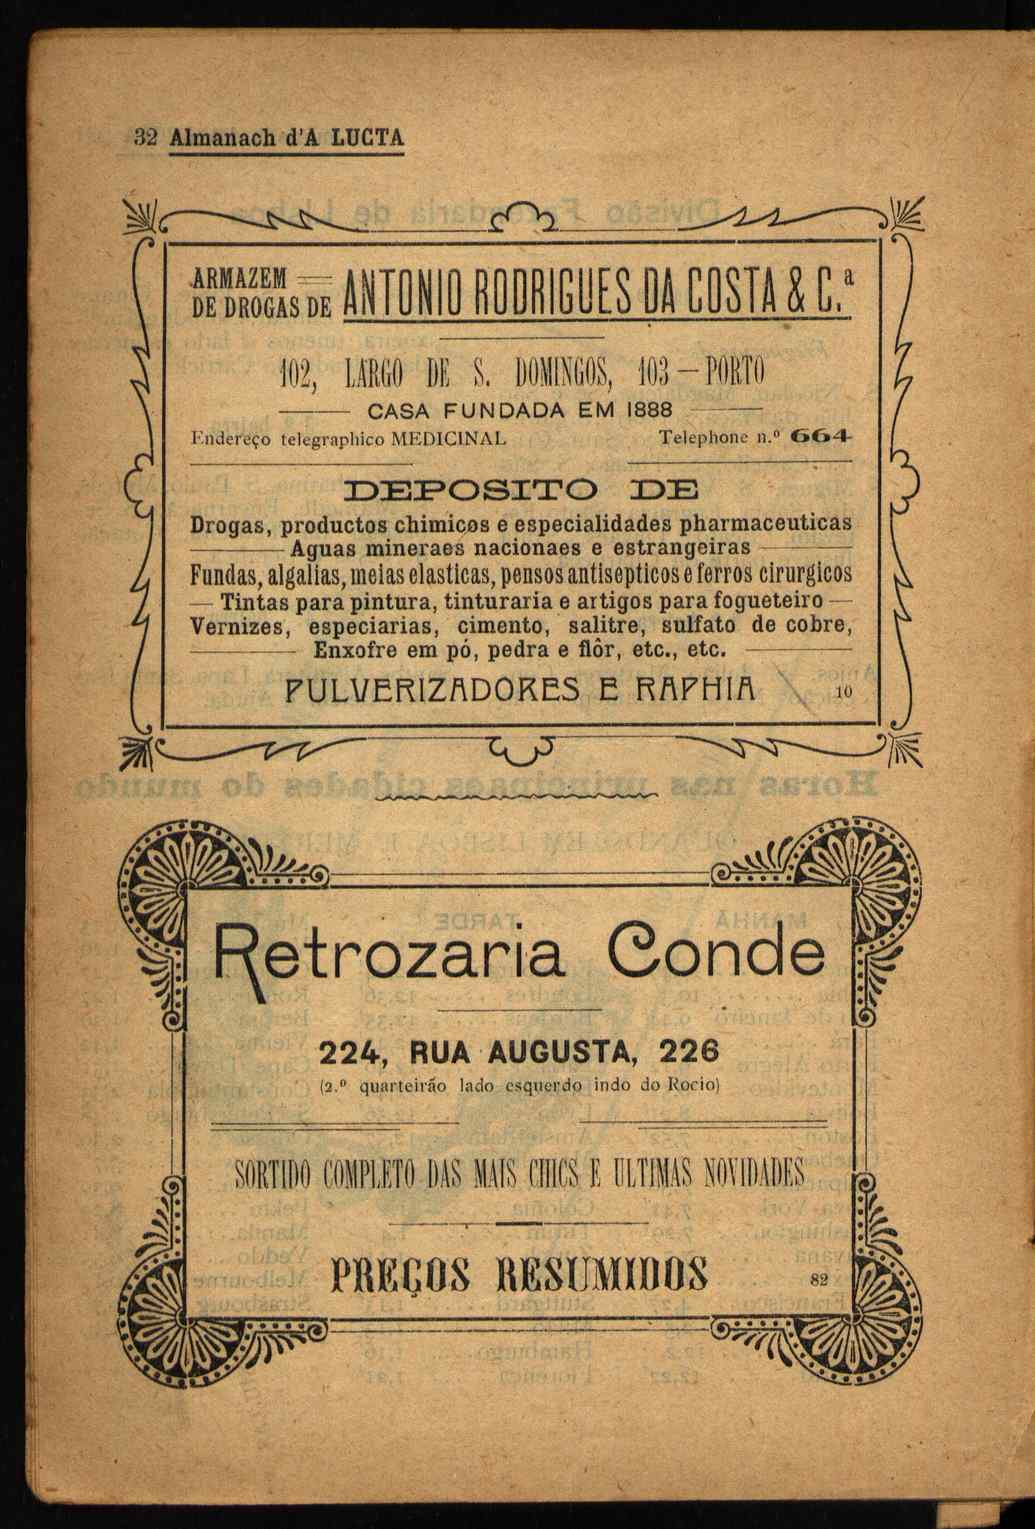 32 Almanach d'A LUCTA
ARMAZEM
DE DROGAS DE ANTONIO RODRIGUES DA COSTA & C.ª
102, LARGO DE S. DOMINGOS, 103 — PORTO
CASA FUNDADA EM 1888
Endereço telegraphico MEDICINAL Telephone n.º 664
DEPOSITO DE
Drogas, productos chimicos e especialidades pharmaceuticas
Aguas mineraes nacionaes e estrangeiras
Fundas, algalias, meias elasticas, pensos antisepticos e ferros cirurgicos
— Tintas para pintura, tinturaria e artigos para fogueteiro —
Vernizes, especiarias, cimento, salitre, sulfato de cobre,
Enxofre em pó, pedra e flôr, etc., etc.
PULVERIZADORES E RAPHIA 10
Retrozaria Conde
224, RUA AUGUSTA, 226
(2.º quarteirão lado esquerdo indo do Rocio)
SORTIDO COMPLETO DAS MAIS CHICS E ULTIMAS NOVIDADES
PREÇOS RESUMIDOS 82